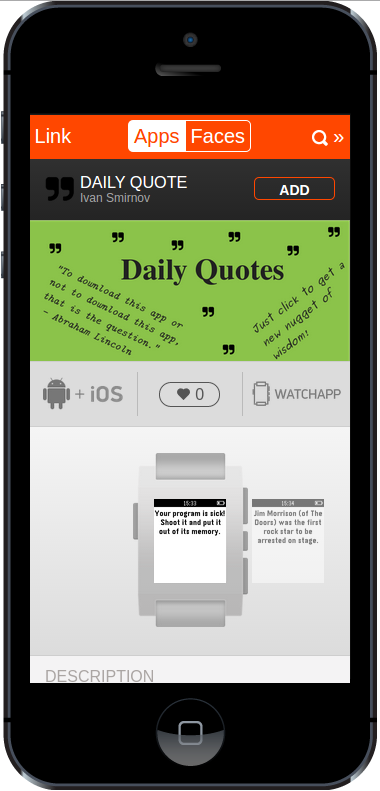 Link Apps Faces »
DAILY QUOTE
Ivan Smirnov
ADD
Daily Quotes
"To download this app or
not to download this app,
that is the question."
- Abraham Lincoln
Just click to get a
new nugget of
wisdom!
+ iOS
0
WATCHAPP
15:33
Your program is sick!
Shoot it and put it
out of its memory.
15:34
Jim Morrison (of The
Doors) was the first
rock star to be
arrested on stage.
DESCRIPTION